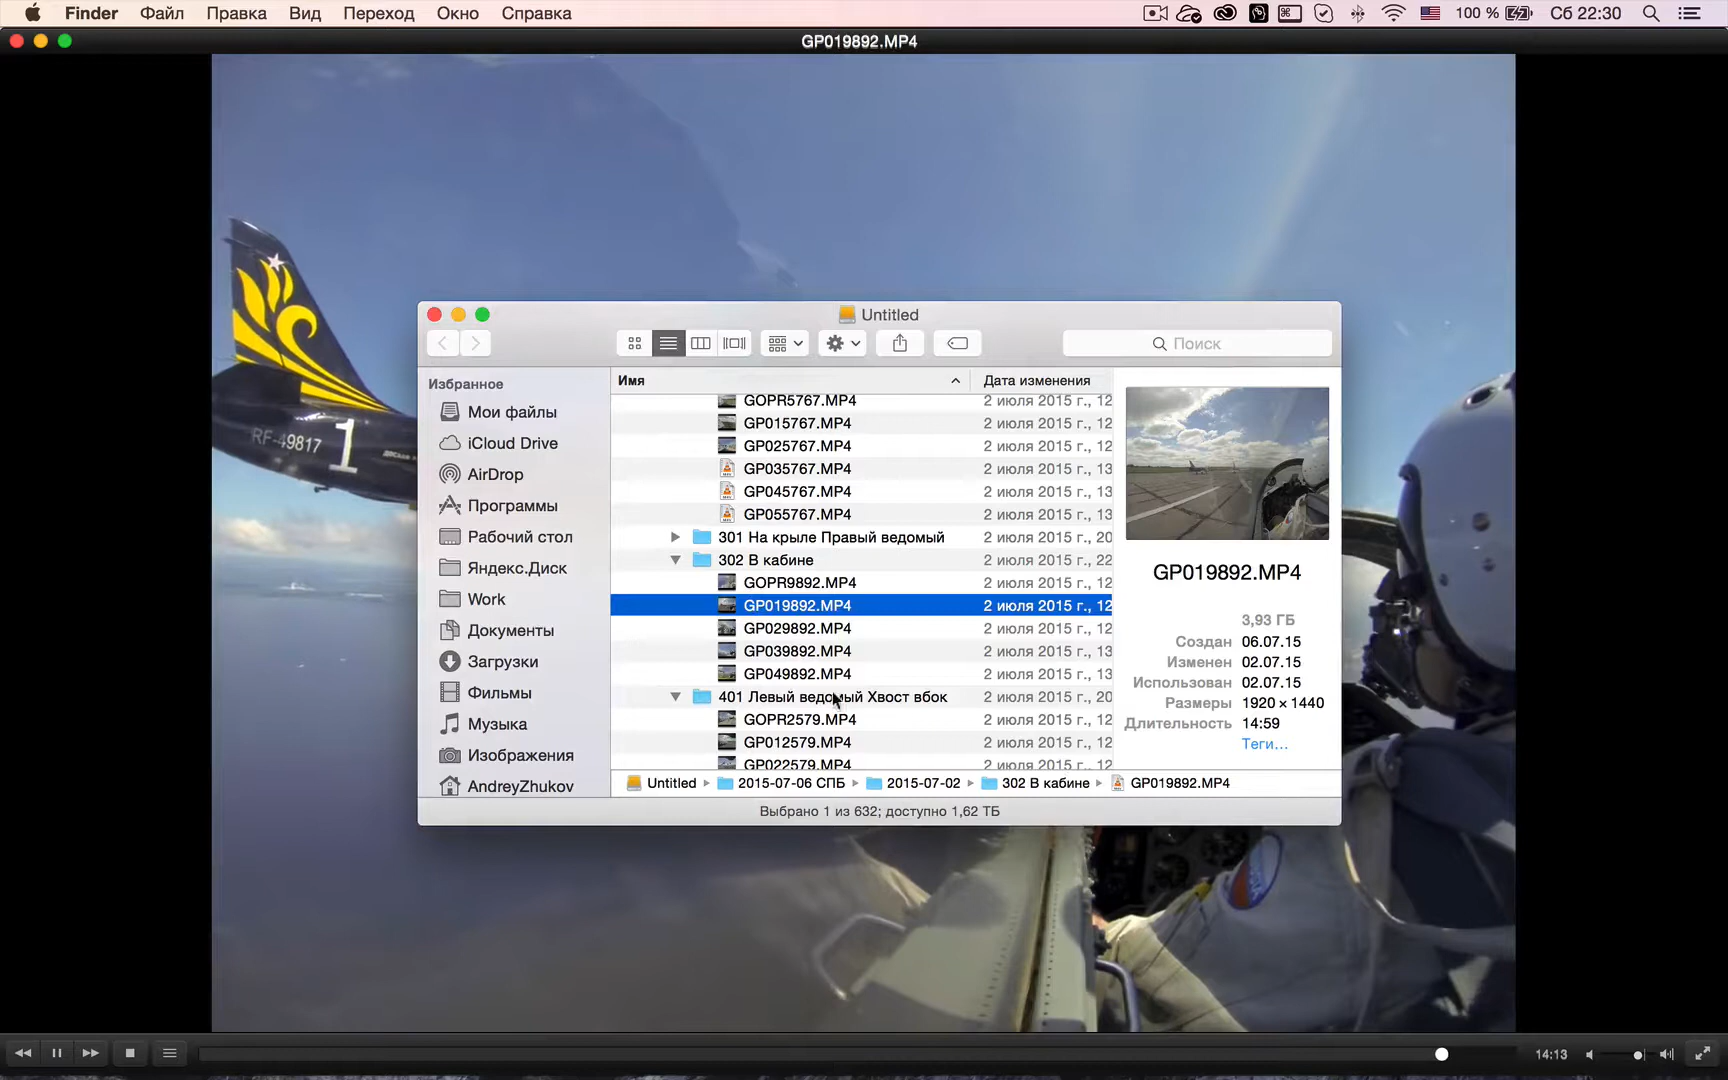 Finder Файл Правка Вид Переход Окно Справка 100 % Сб 22:30
GP019892.MP4
RF-49817 1
Untitled
Поиск
Избранное
Мои файлы
iCloud Drive
AirDrop
Программы
Рабочий стол
Яндекс.Диск
Work
Документы
Загрузки
Фильмы
Музыка
Изображения
AndreyZhukov
Имя Дата изменения
GOPR5767.MP4 2 июля 2015 г., 12
GP015767.MP4 2 июля 2015 г., 12
GP025767.MP4 2 июля 2015 г., 12
GP035767.MP4 2 июля 2015 г., 13
GP045767.MP4 2 июля 2015 г., 13
GP055767.MP4 2 июля 2015 г., 13
301 На крыле Правый ведомый 2 июля 2015 г., 20
302 В кабине 2 июля 2015 г., 22
GOPR9892.MP4 2 июля 2015 г., 12
GP019892.MP4 2 июля 2015 г., 12
GP029892.MP4 2 июля 2015 г., 12
GP039892.MP4 2 июля 2015 г., 13
GP049892.MP4 2 июля 2015 г., 13
401 Левый ведомый Хвост вбок 2 июля 2015 г., 20
GOPR2579.MP4 2 июля 2015 г., 12
GP012579.MP4 2 июля 2015 г., 12
GP022579.MP4 2 июля 2015 г., 12
GP019892.MP4
3,93 ГБ
Создан 06.07.15
Изменен 02.07.15
Использован 02.07.15
Размеры 1920 × 1440
Длительность 14:59
Теги...
Untitled 2015-07-06 СПБ 2015-07-02 302 В кабине GP019892.MP4
Выбрано 1 из 632; доступно 1,62 ТБ
14:13